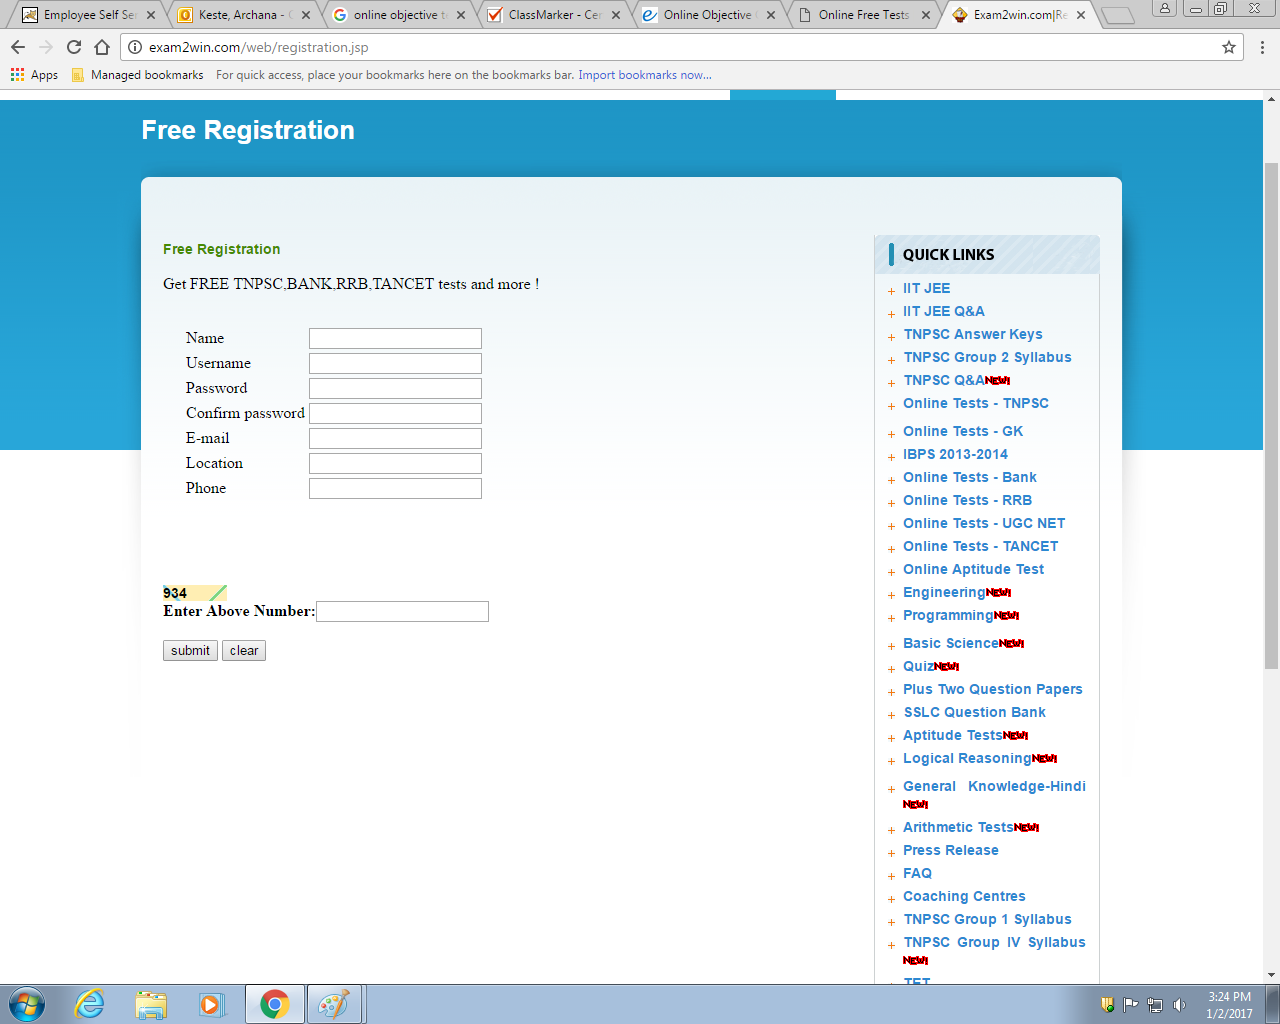 Employee Self Ser
Keste, Archana - O
online objective t
ClassMarker - Cer
Online Objective
Online Free Tests
Exam2win.com|Re
exam2win.com/web/registration.jsp
Apps
Managed bookmarks
For quick access, place your bookmarks here on the bookmarks bar. Import bookmarks now...
Free Registration
Free Registration
Get FREE TNPSC,BANK,RRB,TANCET tests and more !
Name
Username
Password
Confirm password
E-mail
Location
Phone
934
Enter Above Number:
submit clear
QUICK LINKS
IIT JEE
IIT JEE Q&A
TNPSC Answer Keys
TNPSC Group 2 Syllabus
TNPSC Q&A NEW!
Online Tests - TNPSC
Online Tests - GK
IBPS 2013-2014
Online Tests - Bank
Online Tests - RRB
Online Tests - UGC NET
Online Tests - TANCET
Online Aptitude Test
Engineering NEW!
Programming NEW!
Basic Science NEW!
Quiz NEW!
Plus Two Question Papers
SSLC Question Bank
Aptitude Tests NEW!
Logical Reasoning NEW!
General Knowledge-Hindi
NEW!
Arithmetic Tests NEW!
Press Release
FAQ
Coaching Centres
TNPSC Group 1 Syllabus
TNPSC Group IV Syllabus
NEW!
TET
3:24 PM
1/2/2017